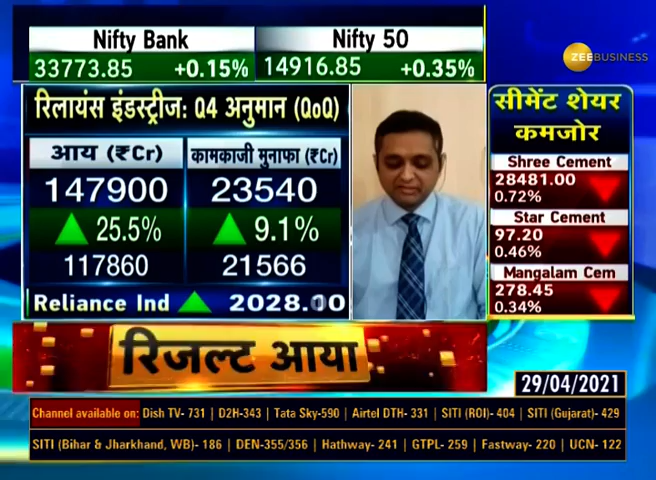 Nifty Bank
33773.85 +0.15%
Nifty 50
14916.85 +0.35%
ZEE BUSINESS
रिलायंस इंडस्ट्रीज: Q4 अनुमान (QoQ)
आय (₹Cr)
कामकाजी मुनाफा (₹Cr)
147900
23540
25.5%
9.1%
117860
21566
Reliance Ind
सीमेंट शेयर
कमजोर
Shree Cement
28481.00
0.72%
Star Cement
97.20
0.46%
Mangalam Cem
278.45
0.34%
रिजल्ट आया
29/04/2021
Channel available on: Dish TV- 731 | D2H-343 | Tata Sky-590 | Airtel DTH- 331 | SITI (ROI)- 404 | SITI (Gujarat)- 429
SITI (Bihar & Jharkhand, WB)- 186 | DEN-355/356 | Hathway- 241 | GTPL- 259 | Fastway- 220 | UCN- 122